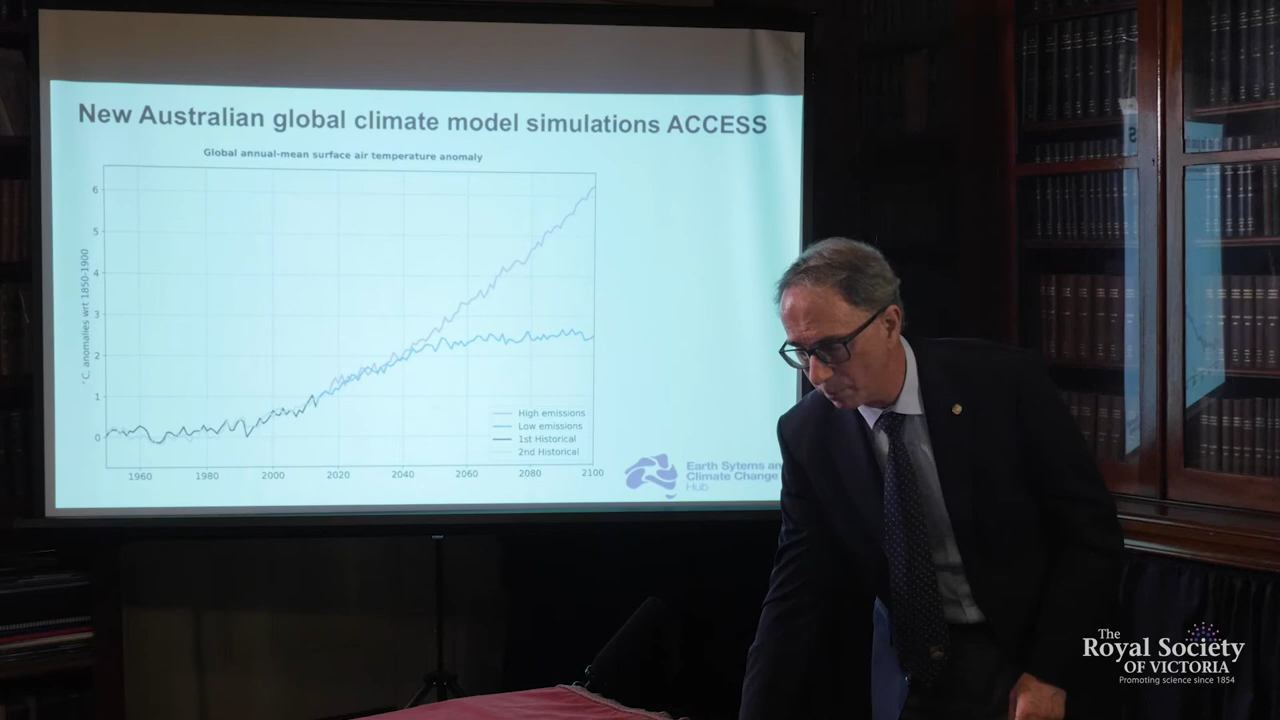 New Australian global climate model simulations ACCESS
Global annual-mean surface air temperature anomaly
6
5
4
3
2
1
0
°C, anomalies wrt 1850-1900
1960 1980 2000 2020 2040 2060 2080 2100
High emissions
Low emissions
1st Historical
2nd Historical
Earth Sytems an
Climate Change
Hub
The
Royal Society
OF VICTORIA
Promoting science since 1854